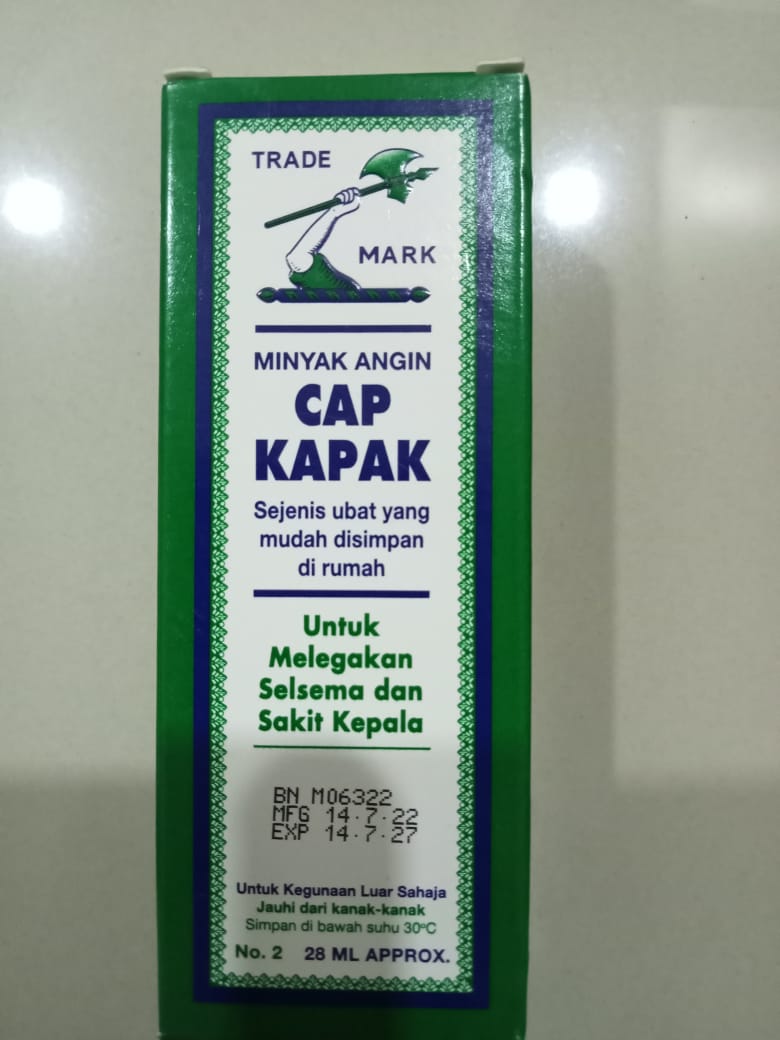 TRADE
MARK
MINYAK ANGIN
CAP
KAPAK
Sejenis ubat yang
mudah disimpan
di rumah
Untuk
Melegakan
Selsema dan
Sakit Kepala
BN M06322
MFG 14·7·22
EXP 14·7·27
Untuk Kegunaan Luar Sahaja
Jauhi dari kanak-kanak
Simpan di bawah suhu 30°C
No. 2 28 ML APPROX.